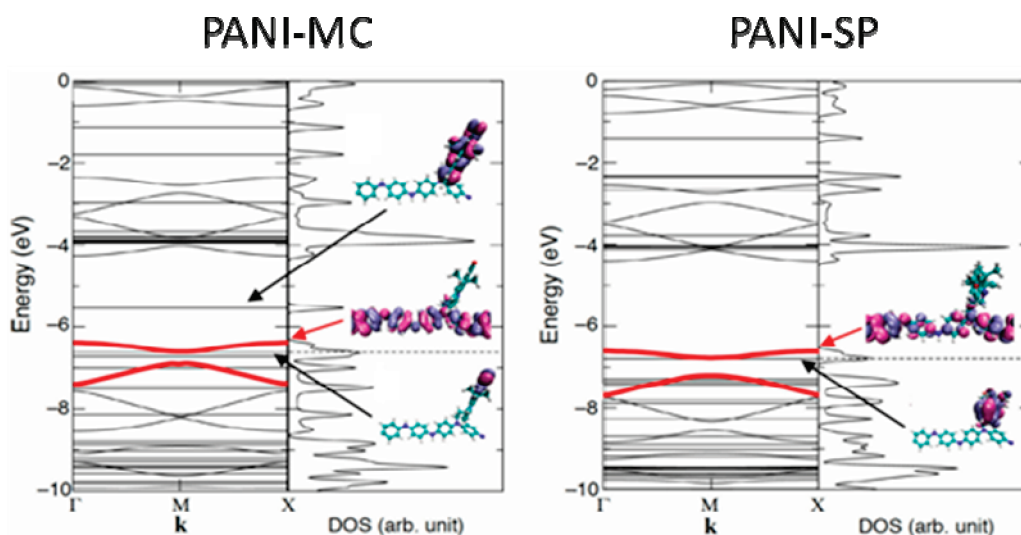 PANI-MC
PANI-SP
Energy (eV)
0
−2
−4
−6
−8
−10
Γ
M
X
k
DOS (arb. unit)
Energy (eV)
0
−2
−4
−6
−8
−10
Γ
M
X
k
DOS (arb. unit)